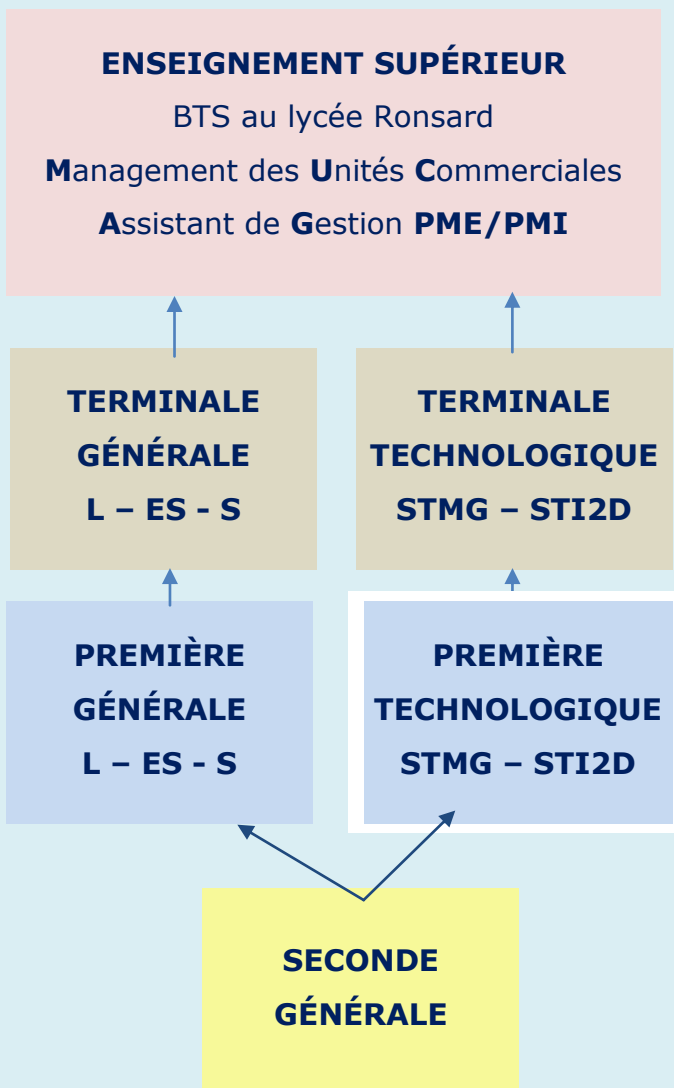 ENSEIGNEMENT SUPÉRIEUR
BTS au lycée Ronsard
Management des Unités Commerciales
Assistant de Gestion PME/PMI
TERMINALE
GÉNÉRALE
L – ES - S
TERMINALE
TECHNOLOGIQUE
STMG – STI2D
PREMIÈRE
GÉNÉRALE
L – ES - S
PREMIÈRE
TECHNOLOGIQUE
STMG – STI2D
SECONDE
GÉNÉRALE